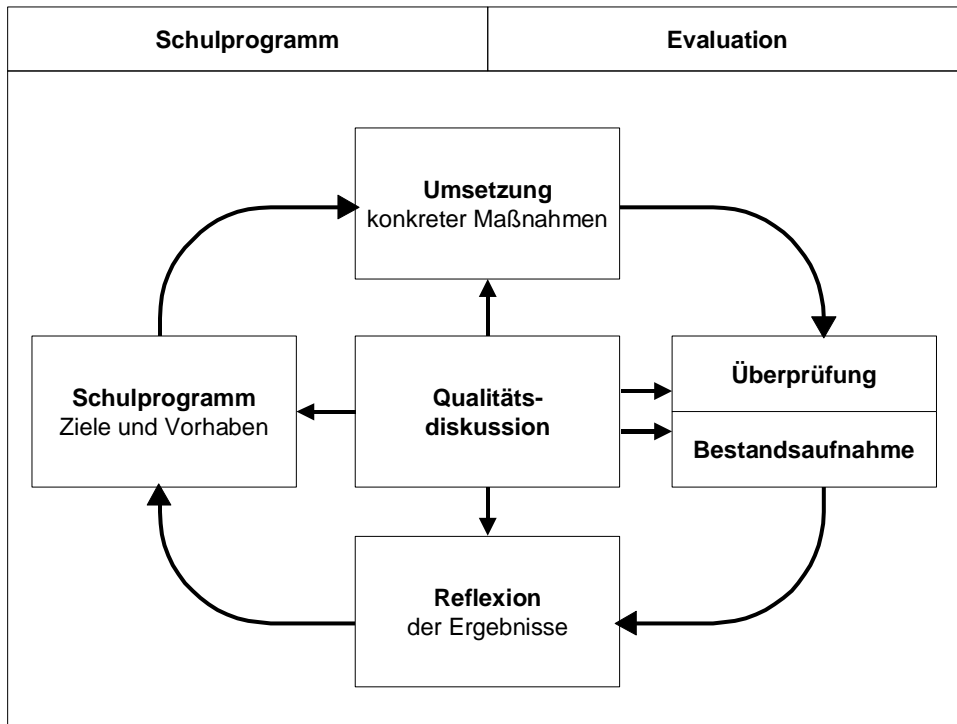 Schulprogramm
Evaluation
Umsetzung
konkreter Maßnahmen
Schulprogramm
Ziele und Vorhaben
Qualitäts-
diskussion
Überprüfung
Bestandsaufnahme
Reflexion
der Ergebnisse